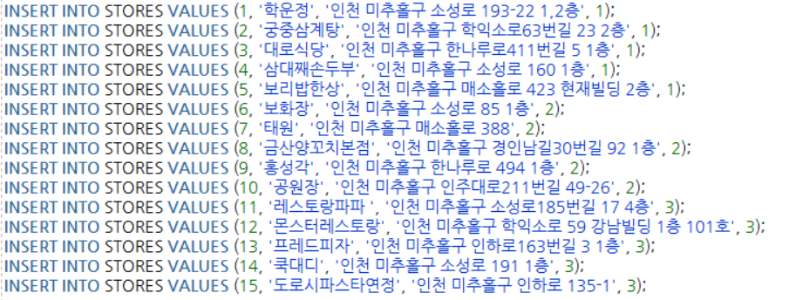 INSERT INTO STORES VALUES (1, '학운정', '인천 미추홀구 소성로 193-22 1,2층', 1);
INSERT INTO STORES VALUES (2, '궁중삼계탕', '인천 미추홀구 학익소로63번길 23 2층', 1);
INSERT INTO STORES VALUES (3, '대로식당', '인천 미추홀구 한나루로411번길 5 1층', 1);
INSERT INTO STORES VALUES (4, '삼대째손두부', '인천 미추홀구 소성로 160 1층', 1);
INSERT INTO STORES VALUES (5, '보리밥한상', '인천 미추홀구 매소홀로 423 현재빌딩 2층', 1);
INSERT INTO STORES VALUES (6, '보화장', '인천 미추홀구 소성로 85 1층', 2);
INSERT INTO STORES VALUES (7, '태원', '인천 미추홀구 매소홀로 388', 2);
INSERT INTO STORES VALUES (8, '금산양꼬치본점', '인천 미추홀구 경인남길30번길 92 1층', 2);
INSERT INTO STORES VALUES (9, '홍성각', '인천 미추홀구 한나루로 494 1층', 2);
INSERT INTO STORES VALUES (10, '공원장', '인천 미추홀구 인주대로211번길 49-26', 2);
INSERT INTO STORES VALUES (11, '레스토랑파파 ', '인천 미추홀구 소성로185번길 17 4층', 3);
INSERT INTO STORES VALUES (12, '몬스터레스토랑', '인천 미추홀구 학익소로 59 강남빌딩 1층 101호', 3);
INSERT INTO STORES VALUES (13, '프레드피자', '인천 미추홀구 인하로163번길 3 1층', 3);
INSERT INTO STORES VALUES (14, '쿡대디', '인천 미추홀구 소성로 191 1층', 3);
INSERT INTO STORES VALUES (15, '도로시파스타연정', '인천 미추홀구 인하로 135-1', 3);